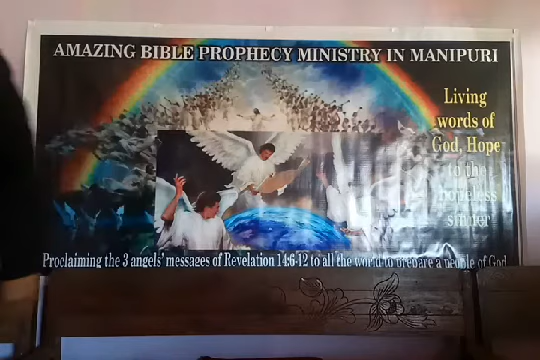 AMAZING BIBLE PROPHECY MINISTRY IN MANIPURI
Living
words of
God, Hope
to the
hopeless
sinner
Proclaiming the 3 angels' messages of Revelation 14:6-12 to all the world to prepare a people of God